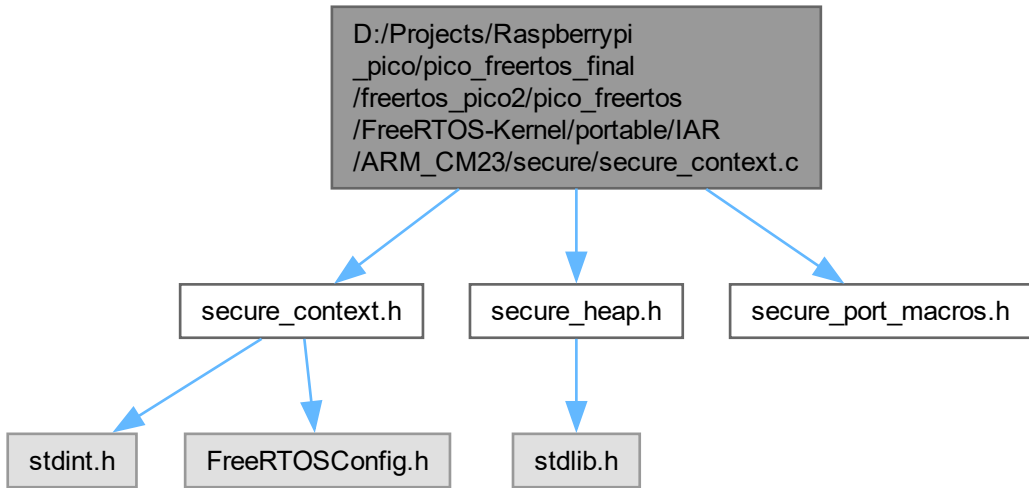 D:/Projects/Raspberrypi
_pico/pico_freertos_final
/freertos_pico2/pico_freertos
/FreeRTOS-Kernel/portable/IAR
/ARM_CM23/secure/secure_context.c
secure_context.h
secure_heap.h
secure_port_macros.h
stdint.h
FreeRTOSConfig.h
stdlib.h